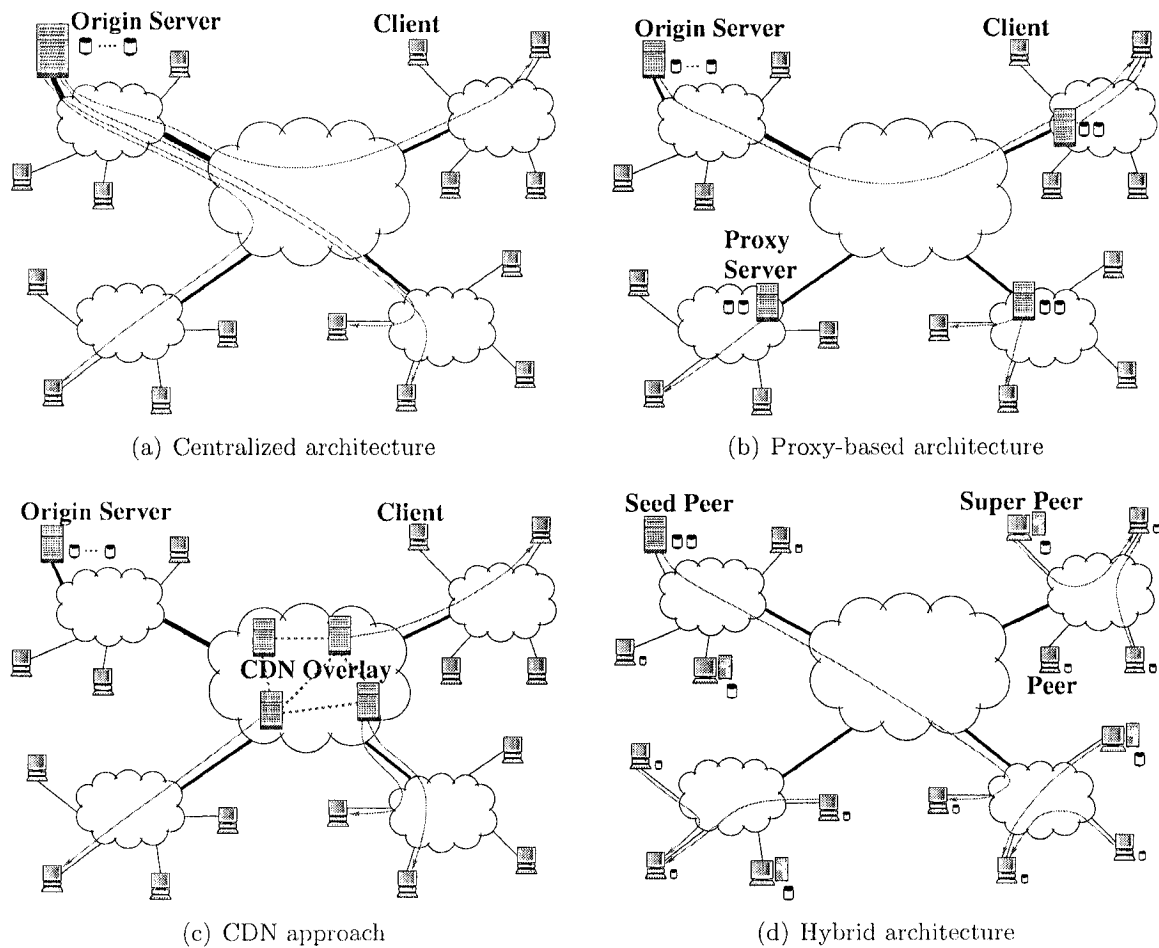 Origin Server
Client
Origin Server
Client
Proxy
Server
(a) Centralized architecture
(b) Proxy-based architecture
Origin Server
Client
CDN Overlay
Seed Peer
Super Peer
Peer
(c) CDN approach
(d) Hybrid architecture